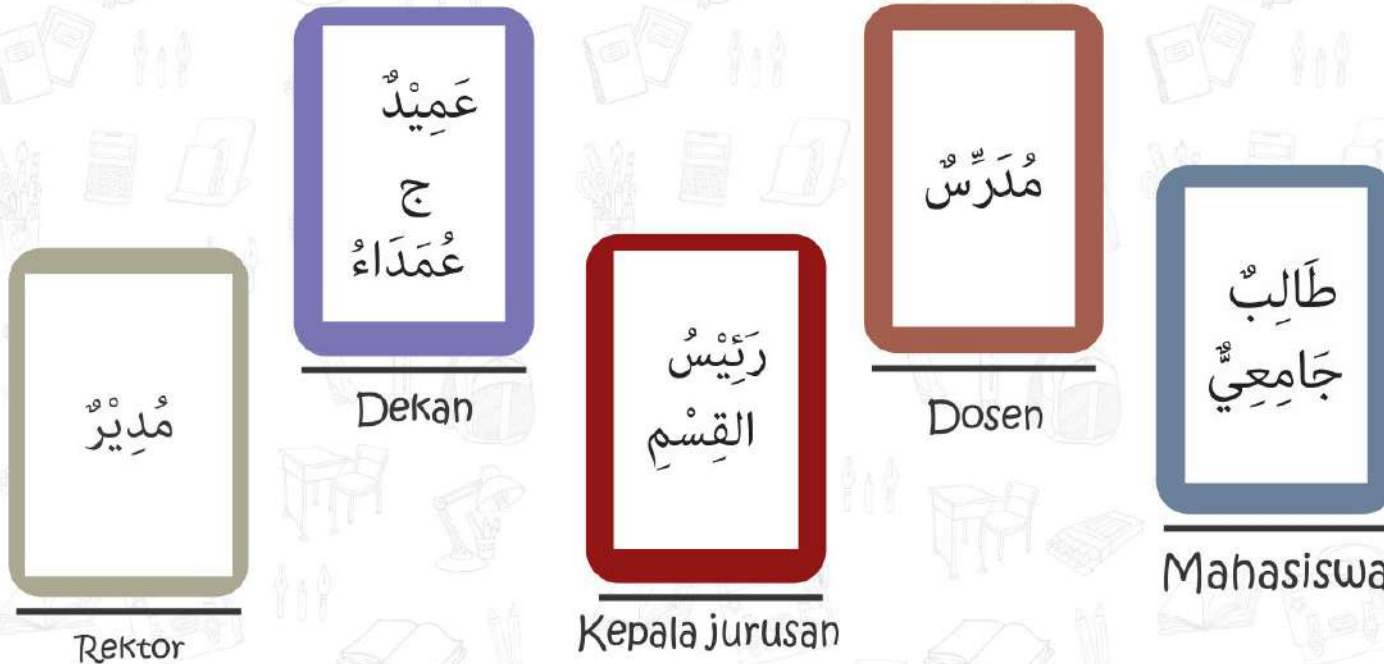 مُدِيْرٌ
Rektor
عَمِيْدٌ
ج
عُمَدَاءُ
Dekan
رَئِيْسُ
القِسْمِ
Kepala jurusan
مُدَرِّسٌ
Dosen
طَالِبٌ
جَامِعِيٌّ
Mahasiswa